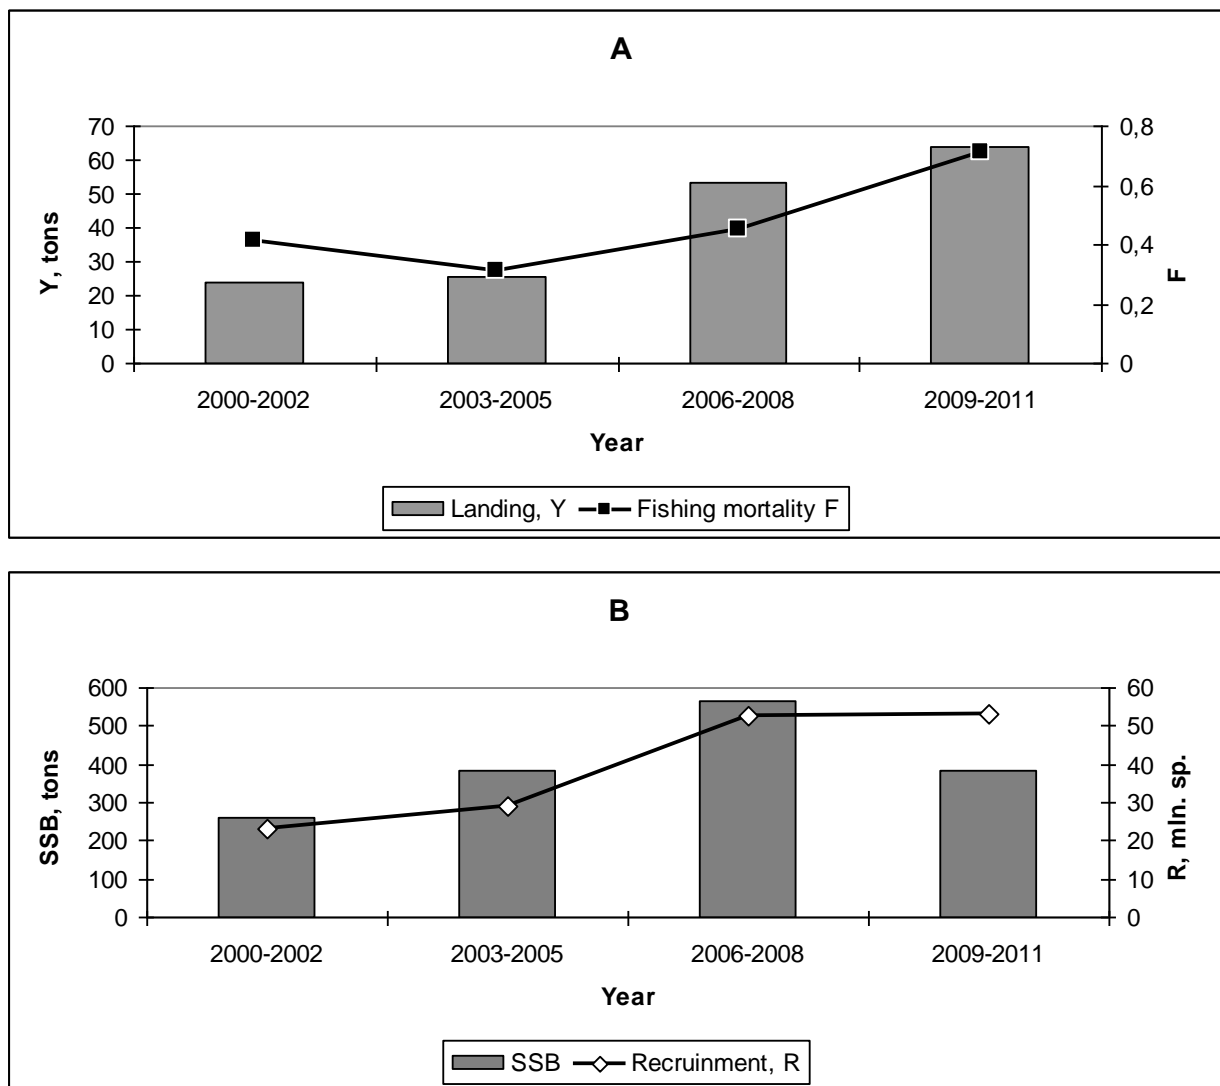 A
Y, tons
70
60
50
40
30
20
10
0
0,8
0,6
0,4
0,2
0
F
2000-2002 2003-2005 2006-2008 2009-2011
Year
Landing, Y Fishing mortality F
B
SSB, tons
600
500
400
300
200
100
0
60
50
40
30
20
10
0
R, mln. sp.
2000-2002 2003-2005 2006-2008 2009-2011
Year
SSB Recruinment, R